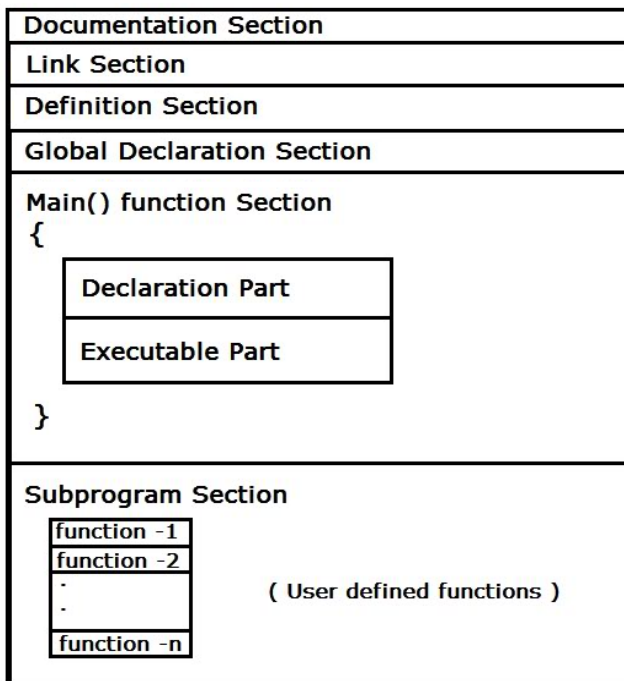 Documentation Section
Link Section
Definition Section
Global Declaration Section
Main() function Section
{
Declaration Part
Executable Part
}
Subprogram Section
function -1
function -2
.
.
function -n
( User defined functions )